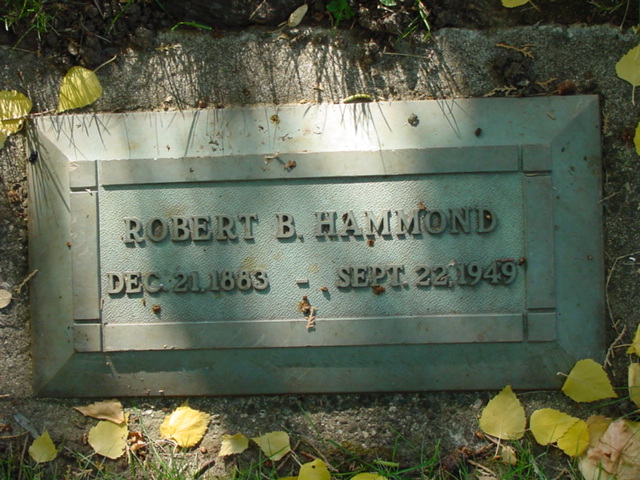 ROBERT B. HAMMOND
DEC. 21, 1883 - SEPT. 22, 1949